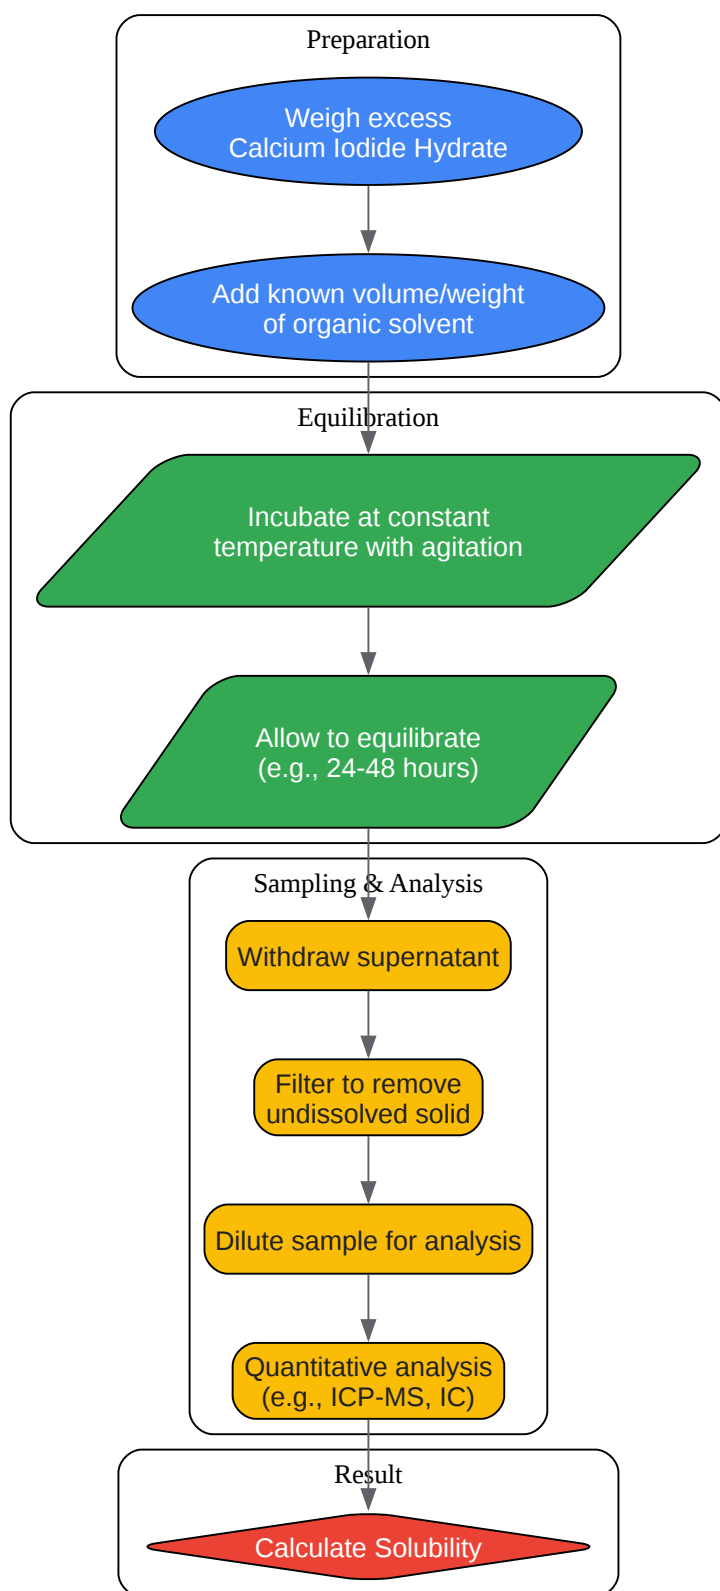 Preparation
Weigh excess
Calcium Iodide Hydrate
Add known volume/weight
of organic solvent
Equilibration
Incubate at constant
temperature with agitation
Allow to equilibrate
(e.g., 24-48 hours)
Sampling & Analysis
Withdraw supernatant
Filter to remove
undissolved solid
Dilute sample for analysis
Quantitative analysis
(e.g., ICP-MS, IC)
Result
Calculate Solubility